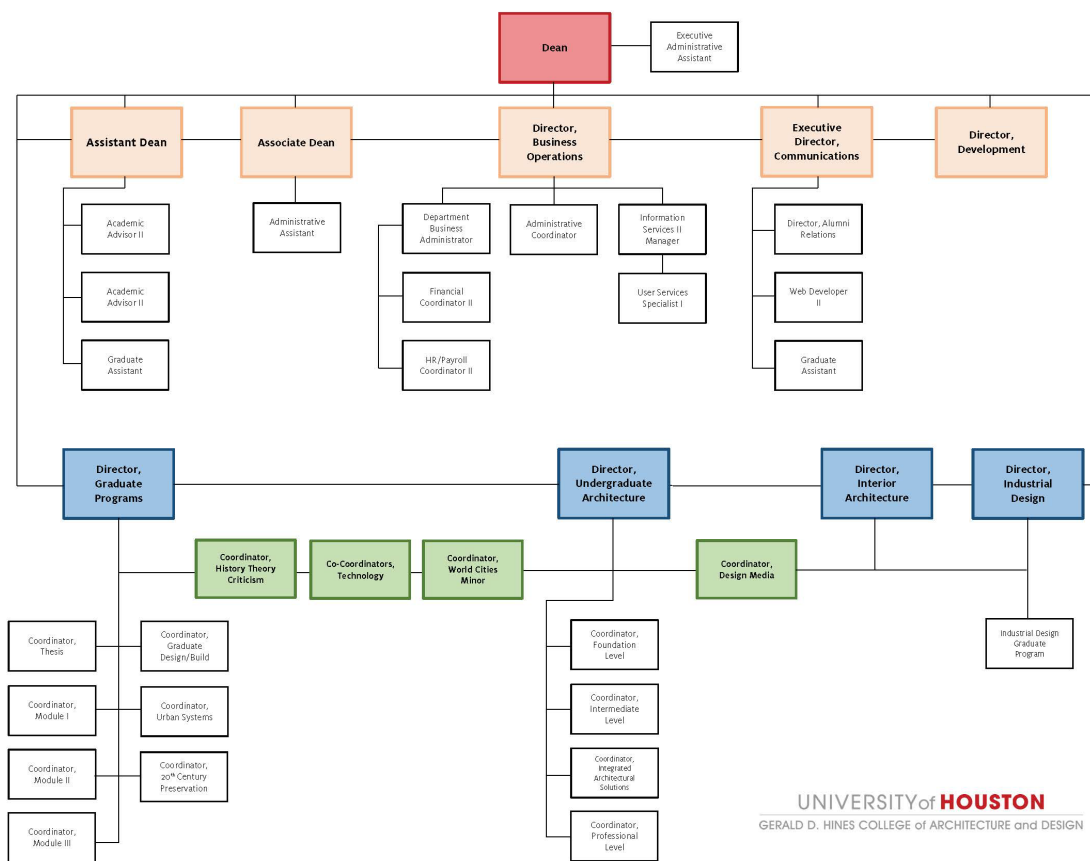 Dean
Executive
Administrative
Assistant
Assistant Dean
Associate Dean
Director,
Business
Operations
Executive
Director,
Communications
Director,
Development
Academic
Advisor II
Administrative
Assistant
Department
Business
Administrator
Administrative
Coordinator
Information
Services II
Manager
Director, Alumni
Relations
Academic
Advisor II
Financial
Coordinator II
User Services
Specialist I
Web Developer
II
Graduate
Assistant
HR/Payroll
Coordinator II
Graduate
Assistant
Director,
Graduate
Programs
Director,
Undergraduate
Architecture
Director,
Interior
Architecture
Director,
Industrial
Design
Coordinator,
History Theory
Criticism
Co-Coordinators,
Technology
Coordinator,
World Cities
Minor
Coordinator,
Design Media
Coordinator,
Thesis
Coordinator,
Graduate
Design/Build
Coordinator,
Foundation
Level
Industrial Design
Graduate
Program
Coordinator,
Module I
Coordinator,
Urban Systems
Coordinator,
Intermediate
Level
Coordinator,
Module II
Coordinator,
20th Century
Preservation
Coordinator,
Integrated
Architectural
Solutions
Coordinator,
Module III
Coordinator,
Professional
Level
UNIVERSITY of HOUSTON
GERALD D. HINES COLLEGE of ARCHITECTURE and DESIGN